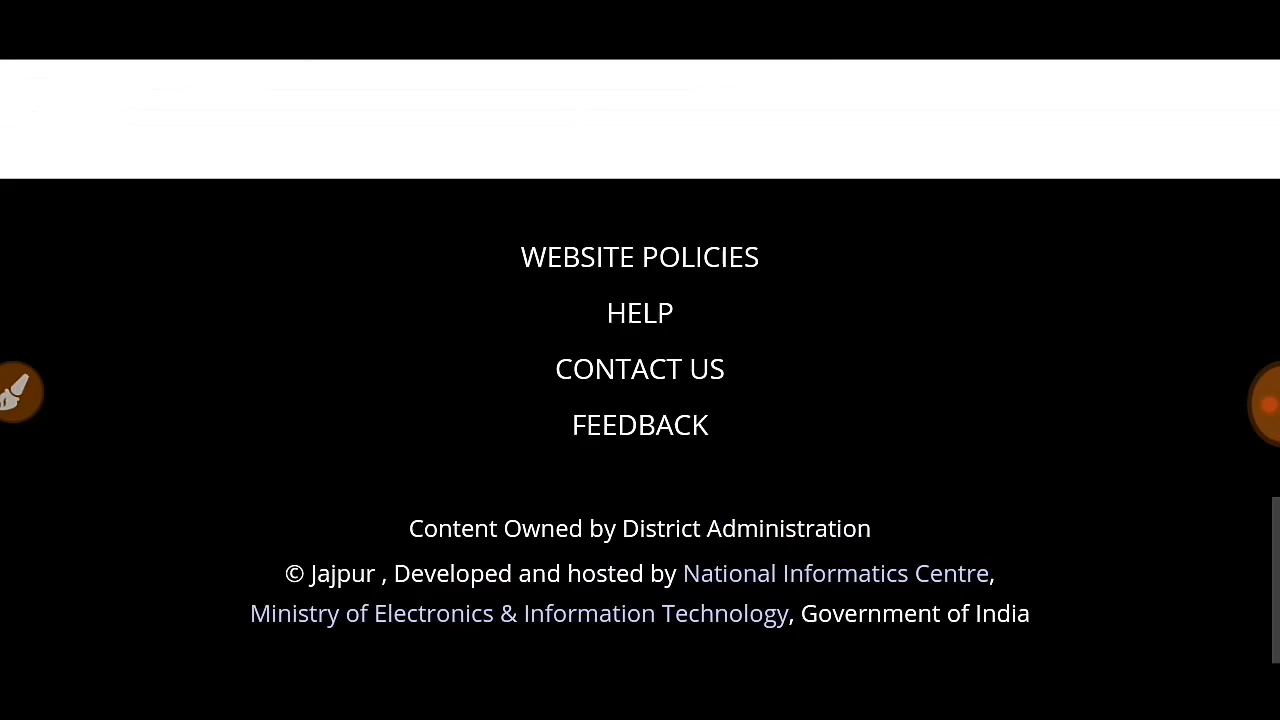 WEBSITE POLICIES
HELP
CONTACT US
FEEDBACK
Content Owned by District Administration
© Jajpur , Developed and hosted by National Informatics Centre,
Ministry of Electronics & Information Technology, Government of India